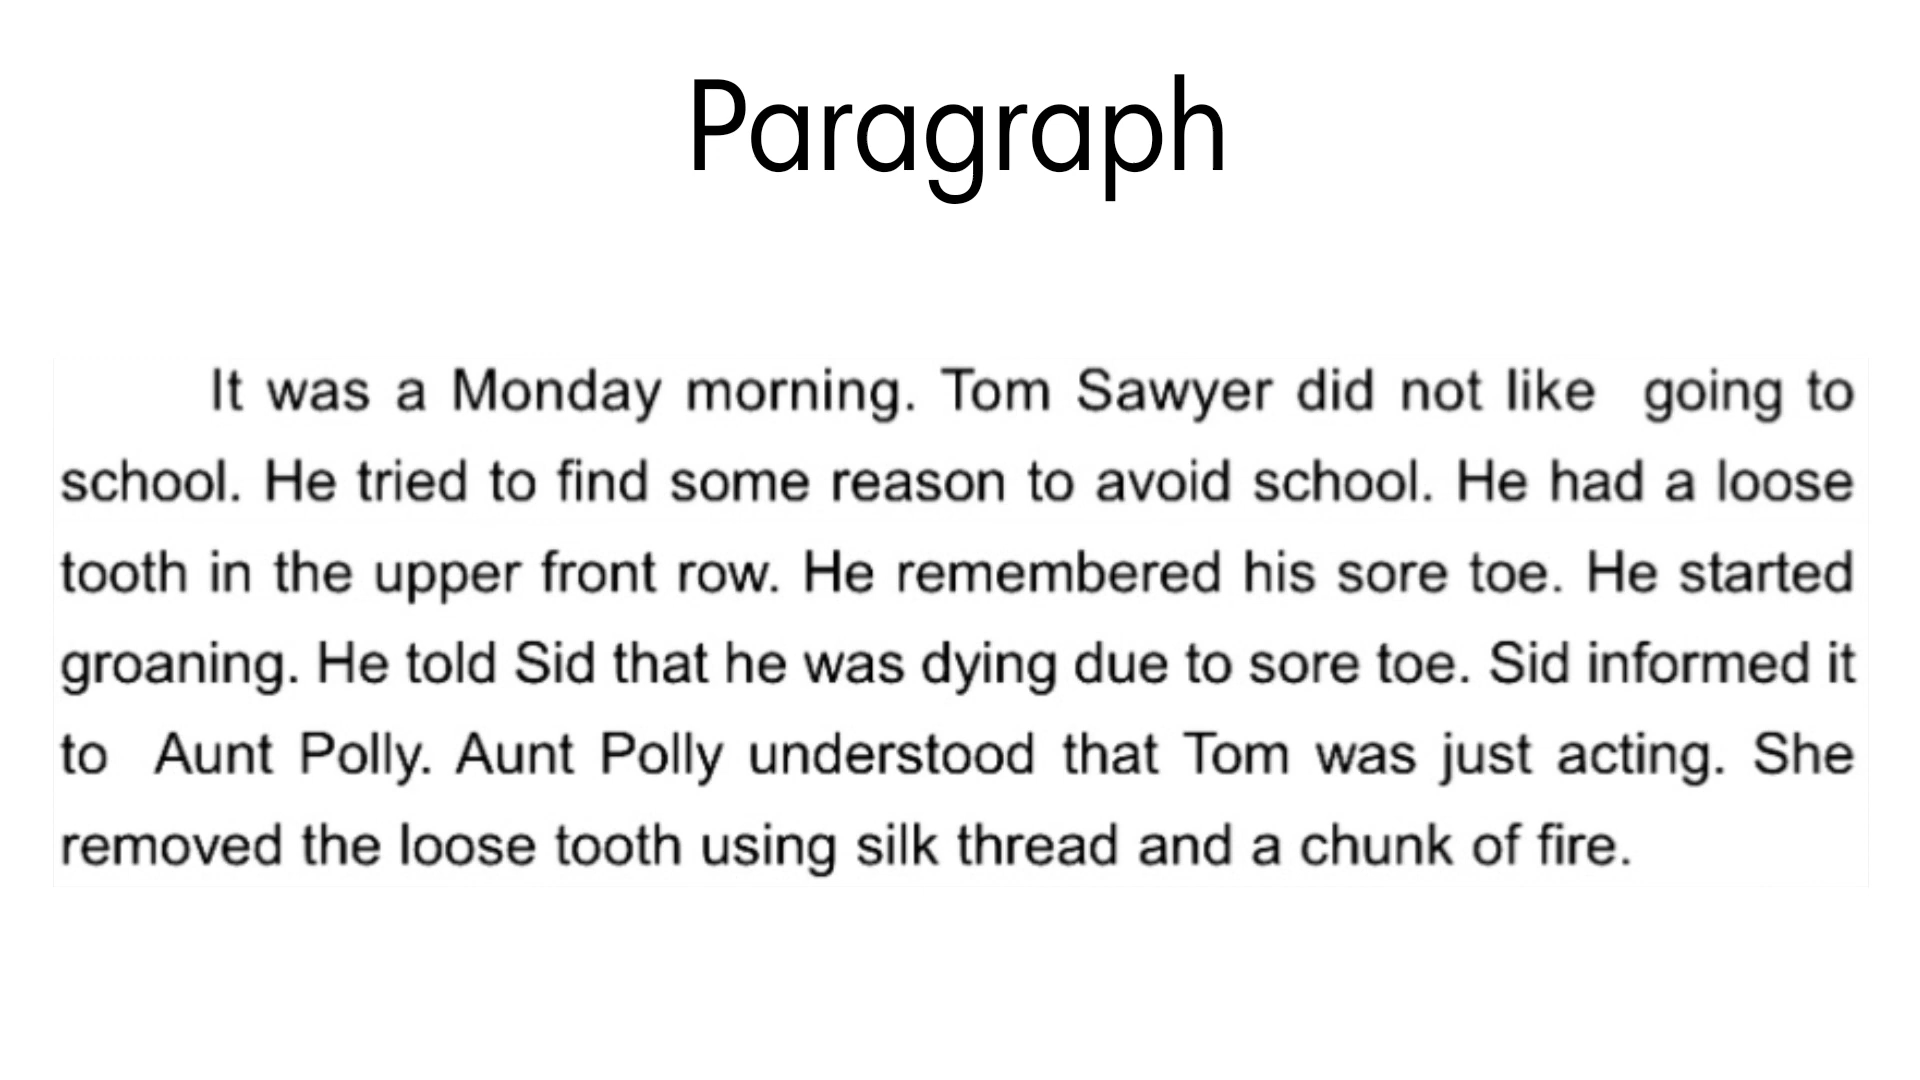 Paragraph
It was a Monday morning. Tom Sawyer did not like going to
school. He tried to find some reason to avoid school. He had a loose
tooth in the upper front row. He remembered his sore toe. He started
groaning. He told Sid that he was dying due to sore toe. Sid informed it
to Aunt Polly. Aunt Polly understood that Tom was just acting. She
removed the loose tooth using silk thread and a chunk of fire.